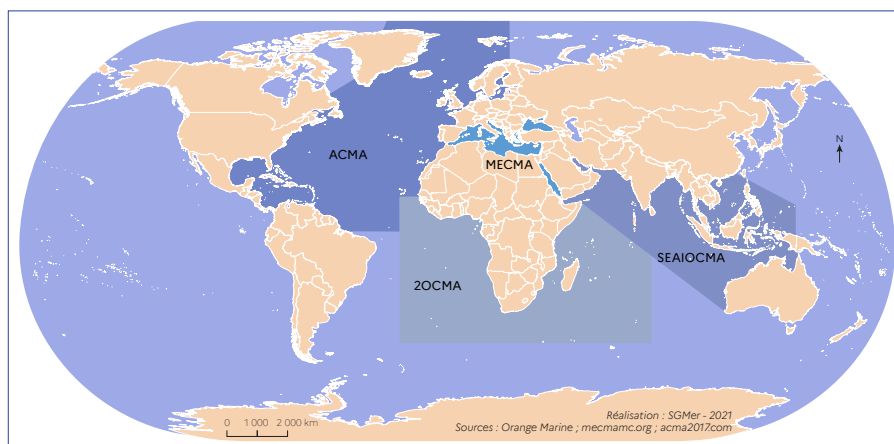 N
ACMA
MECMA
SEAIOCMA
2OCMA
Réalisation : SGMer - 2021
0 1 000 2 000 km
Sources : Orange Marine ; mecmamc.org ; acma2017.com